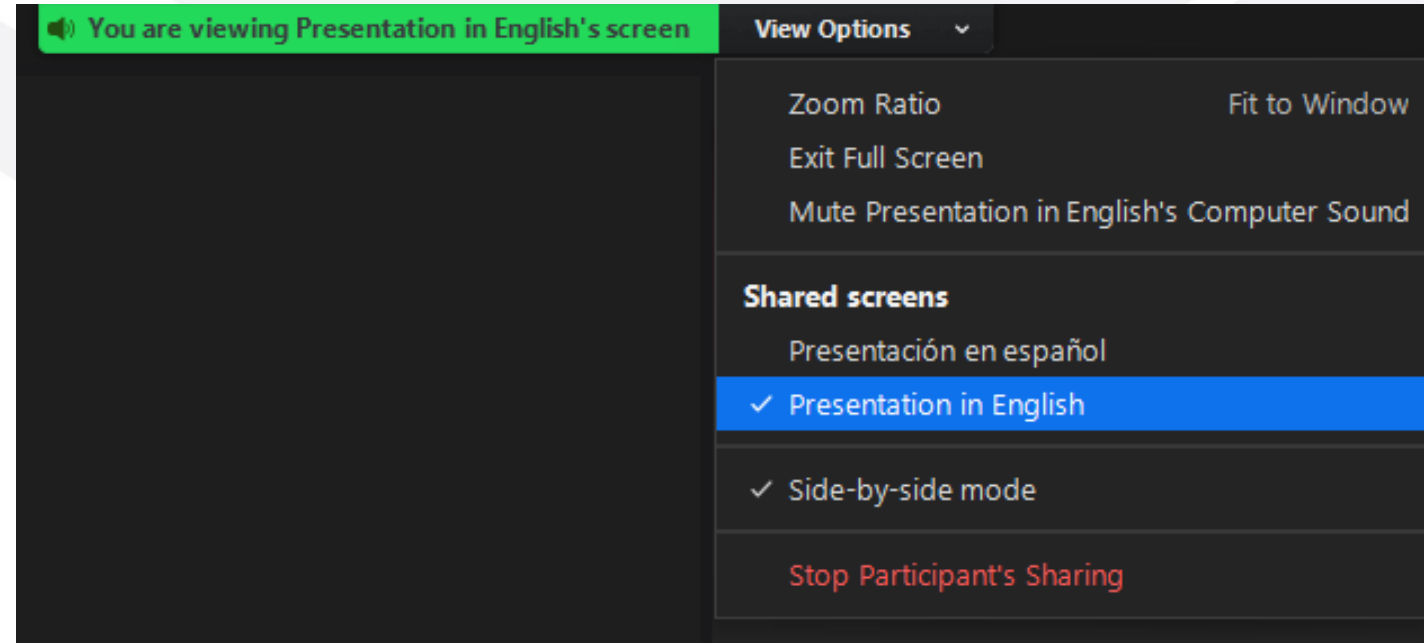 You are viewing Presentation in English's screen View Options
Zoom Ratio Fit to Window
Exit Full Screen
Mute Presentation in English's Computer Sound
Shared screens
Presentación en español
Presentation in English
Side-by-side mode
Stop Participant's Sharing